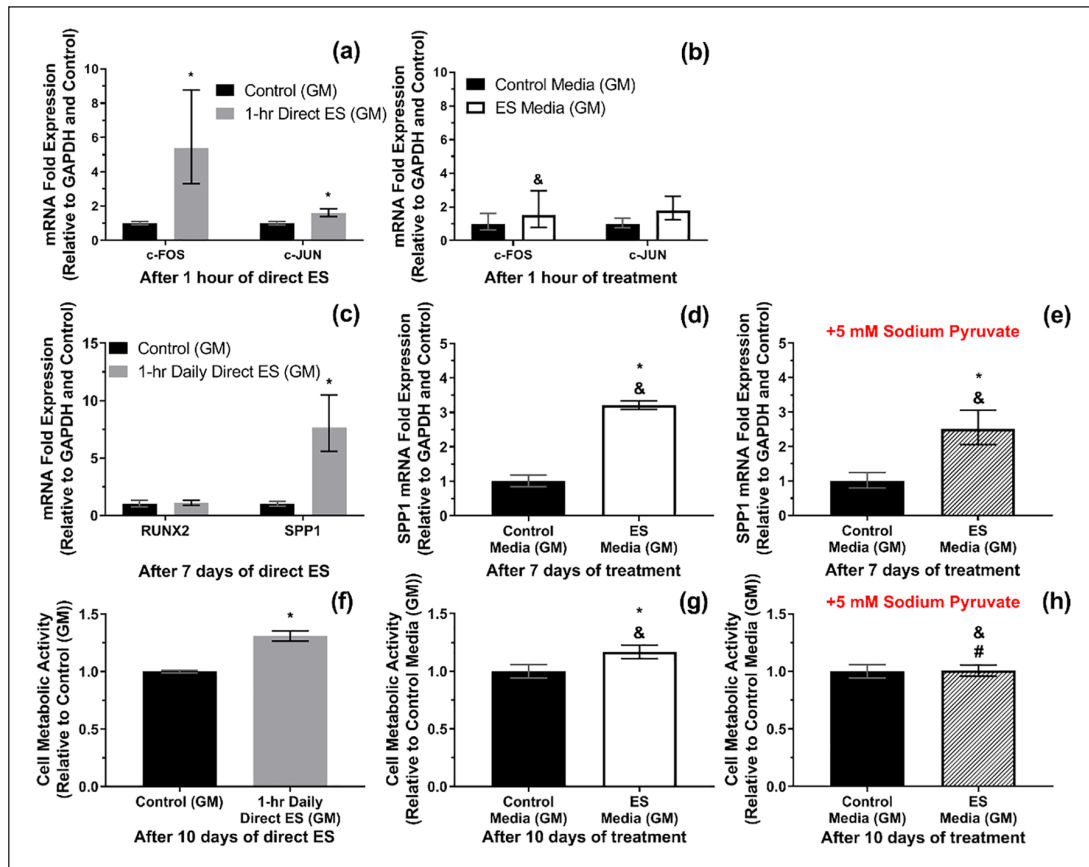 (a)
mRNA Fold Expression
(Relative to GAPDH and Control)
10
8
6
4
2
0
Control (GM)
1-hr Direct ES (GM)
*
*
c-FOS
c-JUN
After 1 hour of direct ES
(b)
mRNA Fold Expression
(Relative to GAPDH and Control)
10
8
6
4
2
0
Control Media (GM)
ES Media (GM)
&
c-FOS
c-JUN
After 1 hour of treatment
(c)
mRNA Fold Expression
(Relative to GAPDH and Control)
15
10
5
0
Control (GM)
1-hr Daily Direct ES (GM)
*
RUNX2
SPP1
After 7 days of direct ES
(d)
SPP1 mRNA Fold Expression
(Relative to GAPDH and Control)
5
4
3
2
1
0
*
&
Control
Media (GM)
ES
Media (GM)
After 7 days of treatment
(e)
+5 mM Sodium Pyruvate
SPP1 mRNA Fold Expression
(Relative to GAPDH and Control)
5
4
3
2
1
0
*
&
Control
Media (GM)
ES
Media (GM)
After 7 days of treatment
(f)
Cell Metabolic Activity
(Relative to Control (GM))
1.5
1.0
0.5
0.0
*
Control (GM)
1-hr Daily
Direct ES (GM)
After 10 days of direct ES
(g)
Cell Metabolic Activity
(Relative to Control Media (GM))
1.5
1.0
0.5
0.0
*
&
Control
Media (GM)
ES
Media (GM)
After 10 days of treatment
(h)
+5 mM Sodium Pyruvate
Cell Metabolic Activity
(Relative to Control Media (GM))
1.5
1.0
0.5
0.0
&
#
Control
Media (GM)
ES
Media (GM)
After 10 days of treatment